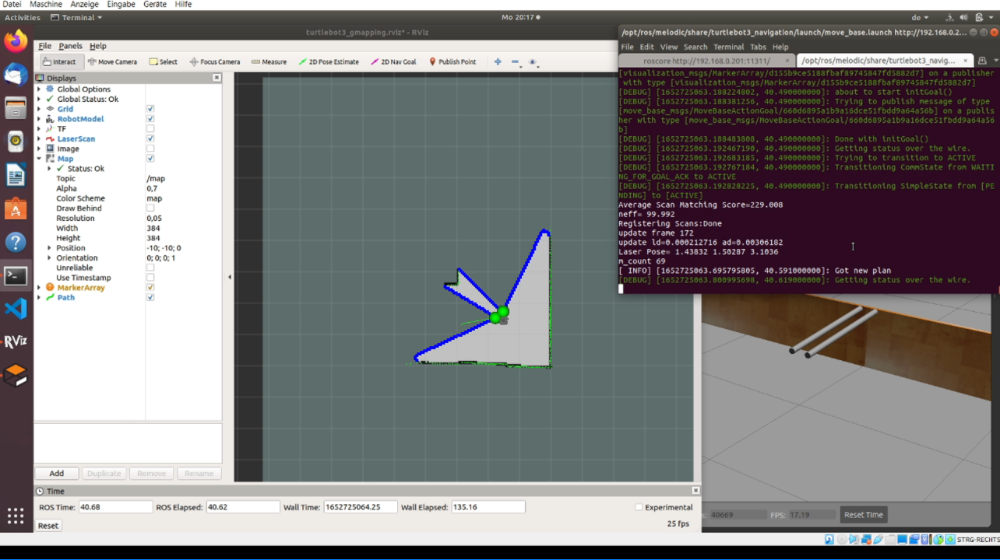 Datei Maschine Anzeige Eingabe Geräte Hilfe
Activities Terminal Mo 20:17 de
turtlebot3_gmapping.rviz* - RViz
File Panels Help
Interact Move Camera Select Focus Camera Measure 2D Pose Estimate 2D Nav Goal Publish Point
Displays
Global Options
Global Status: Ok
Grid
RobotModel
TF
LaserScan
Image
Map
Status: Ok
Topic /map
Alpha 0,7
Color Scheme map
Draw Behind
Resolution 0,05
Width 384
Height 384
Position -10; -10; 0
Orientation 0; 0; 0; 1
Unreliable
Use Timestamp
MarkerArray
Path
Add Duplicate Remove Rename
Time
ROS Time: 40.68 ROS Elapsed: 40.62 Wall Time: 1652725064.25 Wall Elapsed: 135.16 Experimental
Reset 25 fps
/opt/ros/melodic/share/turtlebot3_navigation/launch/move_base.launch http://192.168.0.2...
File Edit View Search Terminal Tabs Help
roscore http://192.168.0.201:11311/ /opt/ros/melodic/share/turtlebot3_navig...
[visualization_msgs/MarkerArray/d155b9ce5188fbaf89745847fd5882d7] on a publisher
with type [visualization_msgs/MarkerArray/d155b9ce5188fbaf89745847fd5882d7]
[DEBUG] [1652725063.188224802, 40.490000000]: about to start initGoal()
[DEBUG] [1652725063.188381256, 40.490000000]: Trying to publish message of type
[move_base_msgs/MoveBaseActionGoal/660d6895a1b9a16dce51fbdd9a64a56b] on a publis
her with type [move_base_msgs/MoveBaseActionGoal/660d6895a1b9a16dce51fbdd9a64a56
b]
[DEBUG] [1652725063.188483808, 40.490000000]: Done with initGoal()
[DEBUG] [1652725063.192467190, 40.490000000]: Getting status over the wire.
[DEBUG] [1652725063.192683185, 40.490000000]: Trying to transition to ACTIVE
[DEBUG] [1652725063.192767184, 40.490000000]: Transitioning CommState from WAITI
NG_FOR_GOAL_ACK to ACTIVE
[DEBUG] [1652725063.192828225, 40.490000000]: Transitioning SimpleState from [PE
NDING] to [ACTIVE]
Average Scan Matching Score=229.008
neff= 99.992
Registering Scans:Done
update frame 172
update ld=0.000212716 ad=0.00306182
Laser Pose= 1.43832 1.50287 3.1036
m_count 69
[ INFO] [1652725063.695795805, 40.591000000]: Got new plan
[DEBUG] [1652725063.800995698, 40.619000000]: Getting status over the wire.
40669 FPS: 17.19 Reset Time
RViz
STRG-RECHTS